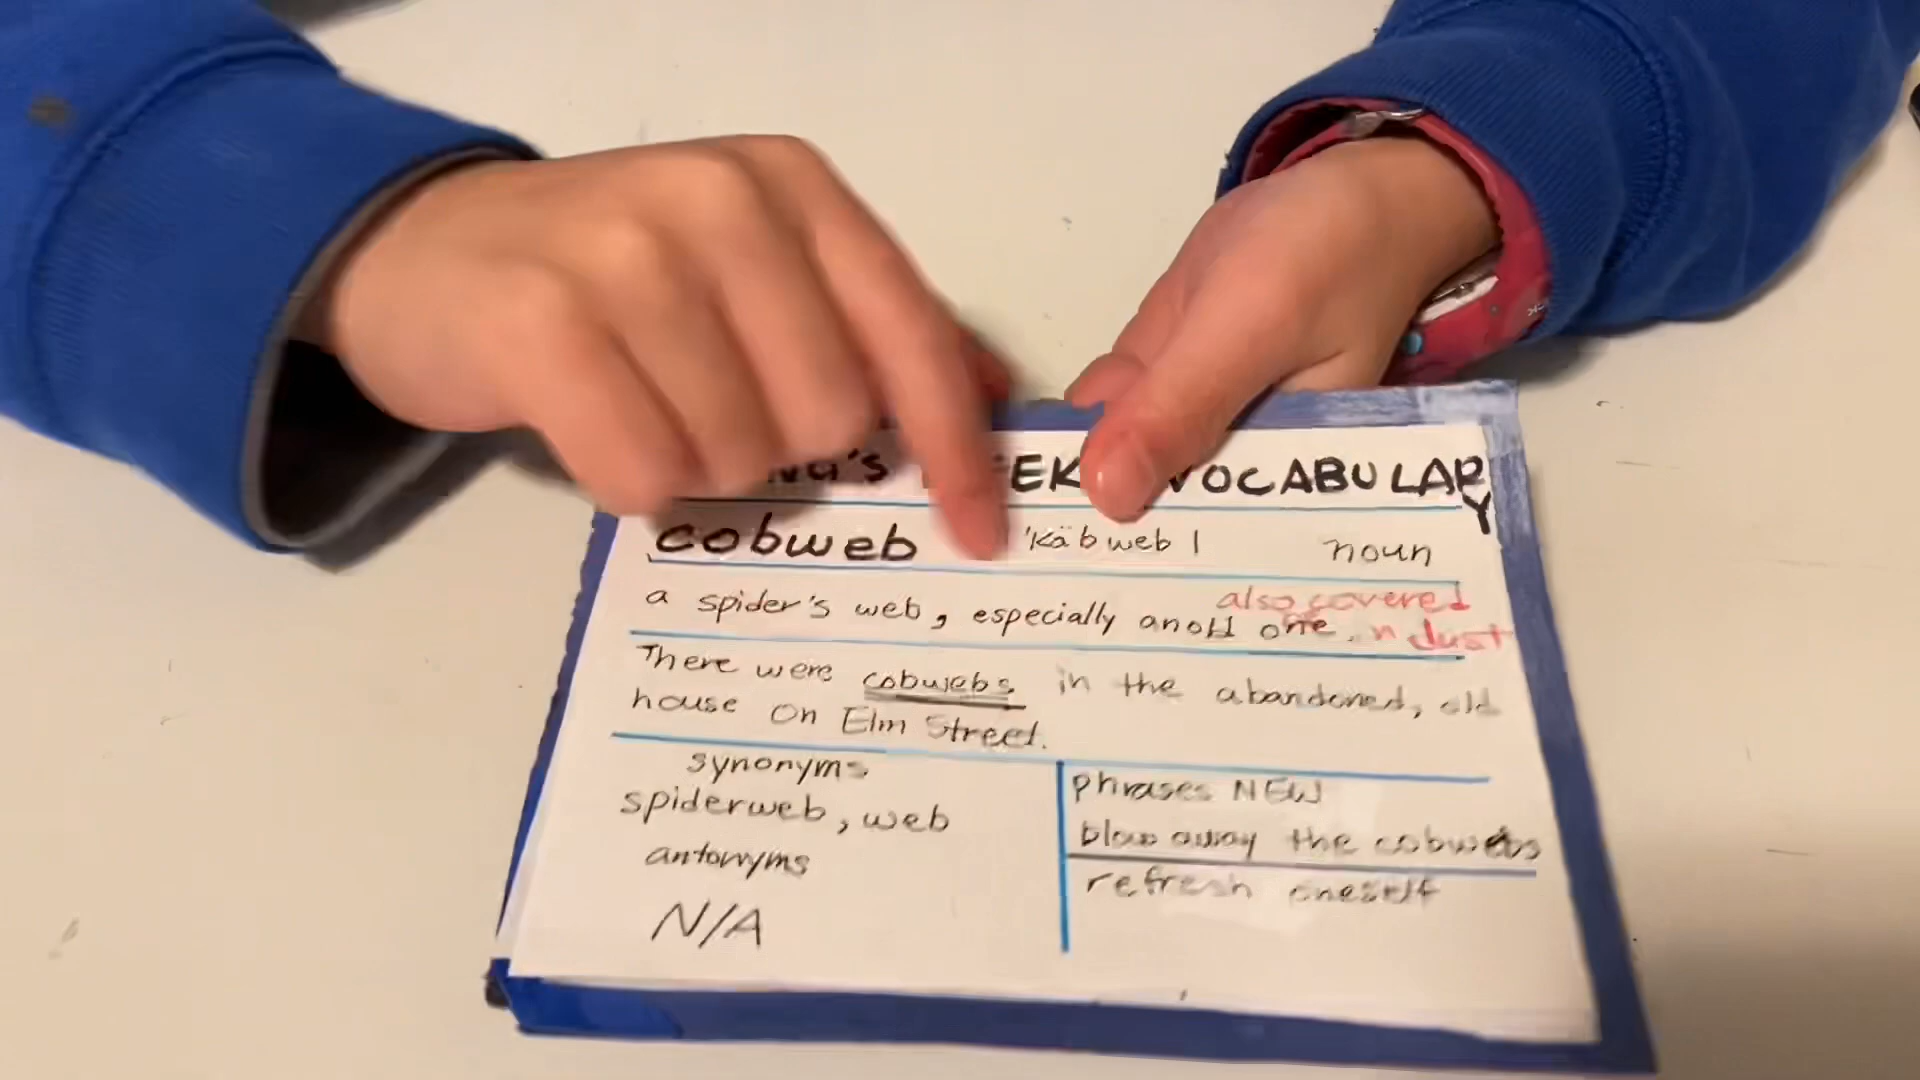 's VOCABULARY
cobweb 'käbweb | noun
a spider's web, especially an old one.
also covered
in dust
There were cobwebs in the abandoned, old
house on Elm Street.
synonyms
spiderweb, web
antonyms
N/A
phrases NEW
blow away the cobwebs
refresh oneself